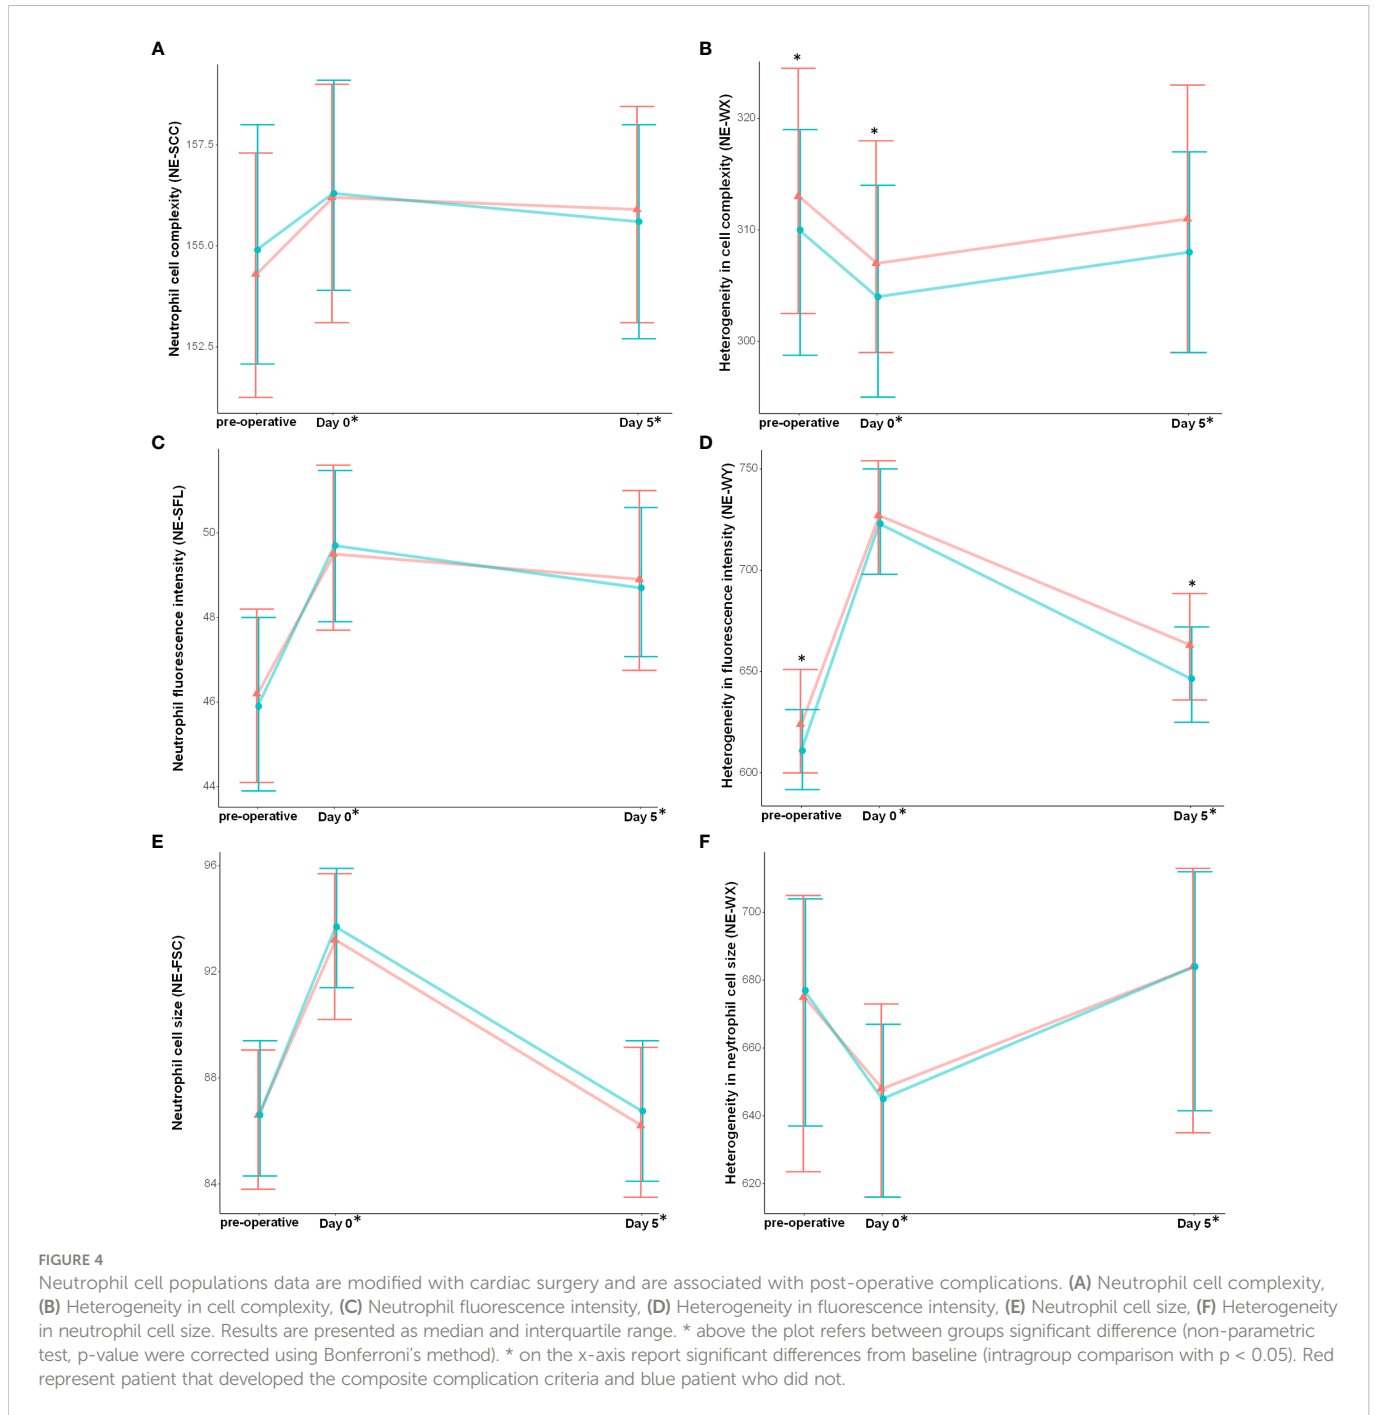 A
Neutrophil cell complexity (NE-SCC)
157.5
155.0
152.5
pre-operative Day 0* Day 5*
B
Heterogeneity in cell complexity (NE-WX)
320
310
300
* *
pre-operative Day 0* Day 5*
C
Neutrophil fluorescence intensity (NE-SFL)
50
48
46
44
pre-operative Day 0* Day 5*
D
Heterogeneity in fluorescence intensity (NE-WY)
750
700
650
600
* *
pre-operative Day 0* Day 5*
E
Neutrophil cell size (NE-FSC)
96
92
88
84
pre-operative Day 0* Day 5*
F
Heterogeneity in neytrophil cell size (NE-WX)
700
680
660
640
620
pre-operative Day 0* Day 5*
FIGURE 4
Neutrophil cell populations data are modified with cardiac surgery and are associated with post-operative complications. (A) Neutrophil cell complexity,
(B) Heterogeneity in cell complexity, (C) Neutrophil fluorescence intensity, (D) Heterogeneity in fluorescence intensity, (E) Neutrophil cell size, (F) Heterogeneity
in neutrophil cell size. Results are presented as median and interquartile range. * above the plot refers between groups significant difference (non-parametric
test, p-value were corrected using Bonferroni’s method). * on the x-axis report significant differences from baseline (intragroup comparison with p < 0.05). Red
represent patient that developed the composite complication criteria and blue patient who did not.